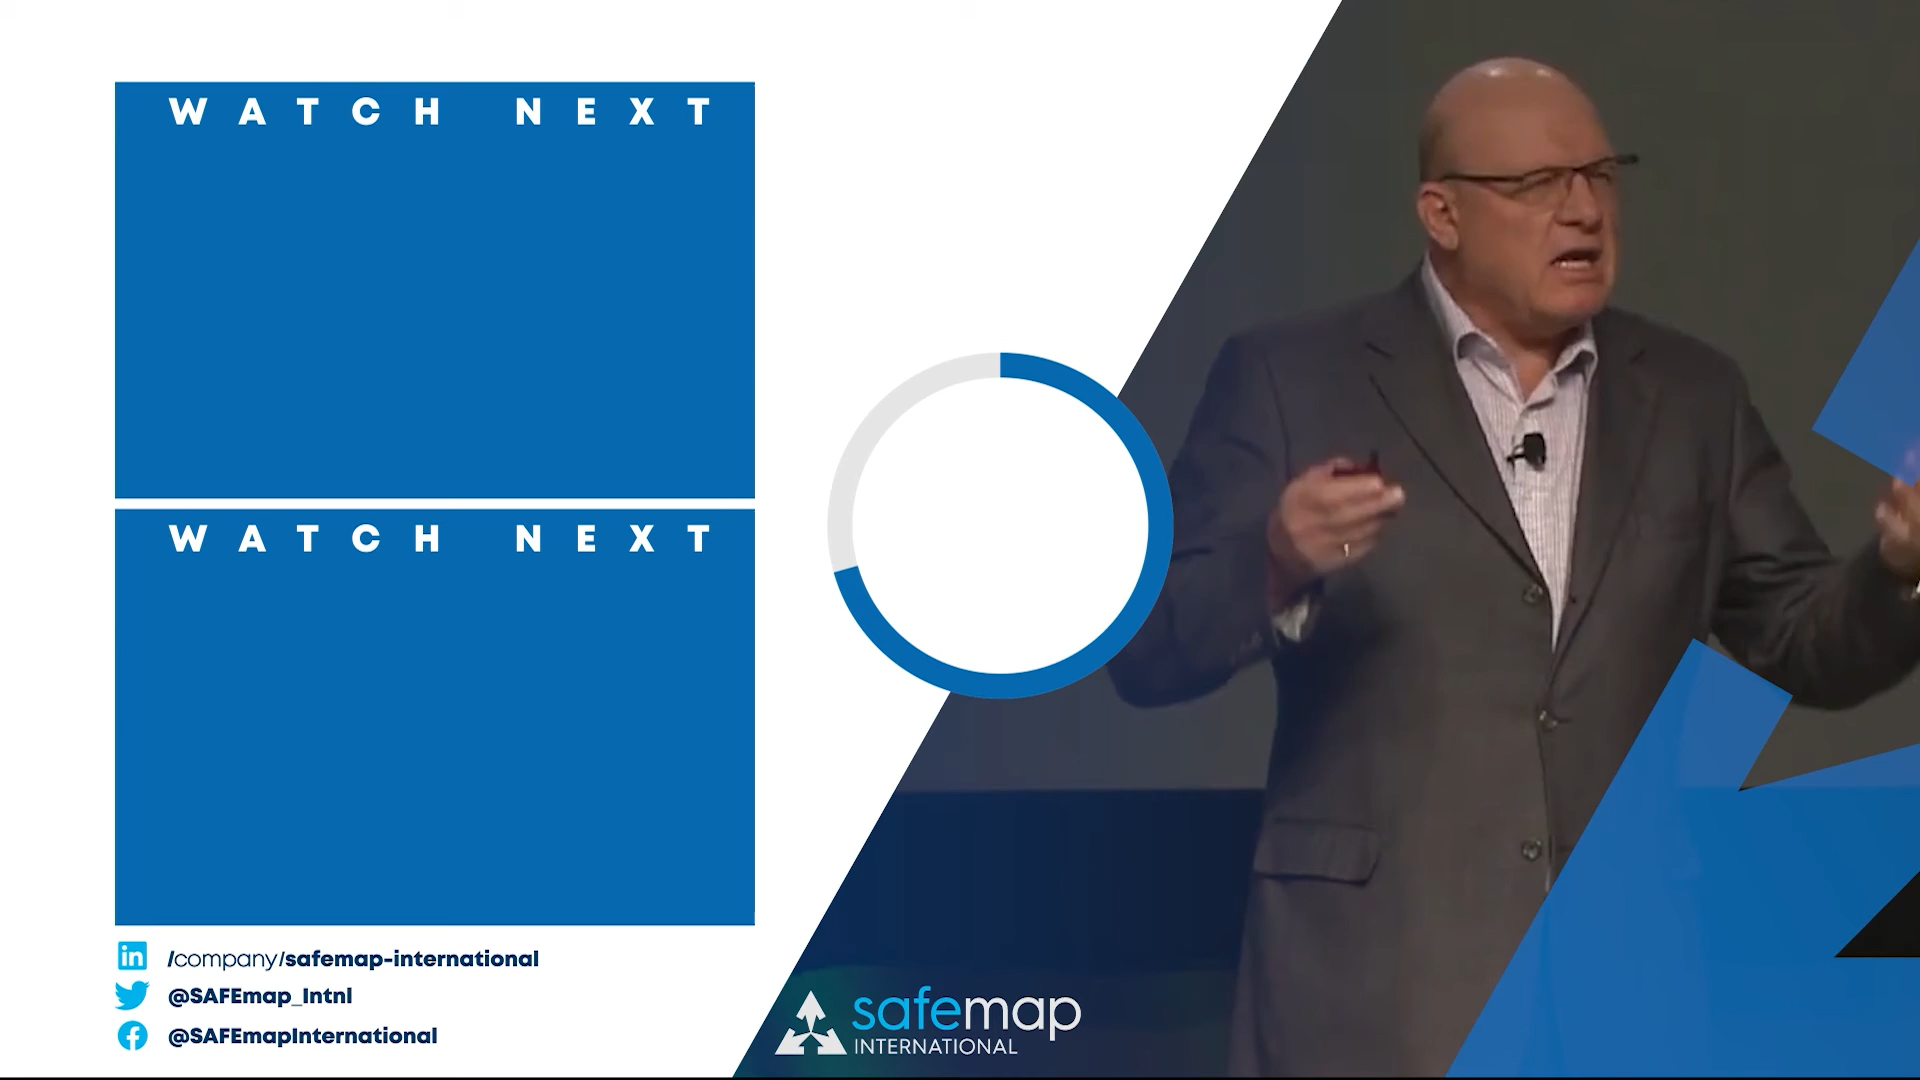 WATCH NEXT
WATCH NEXT
/company/safemap-international
@SAFEmap_Intnl
@SAFEmapInternational
safemap
INTERNATIONAL